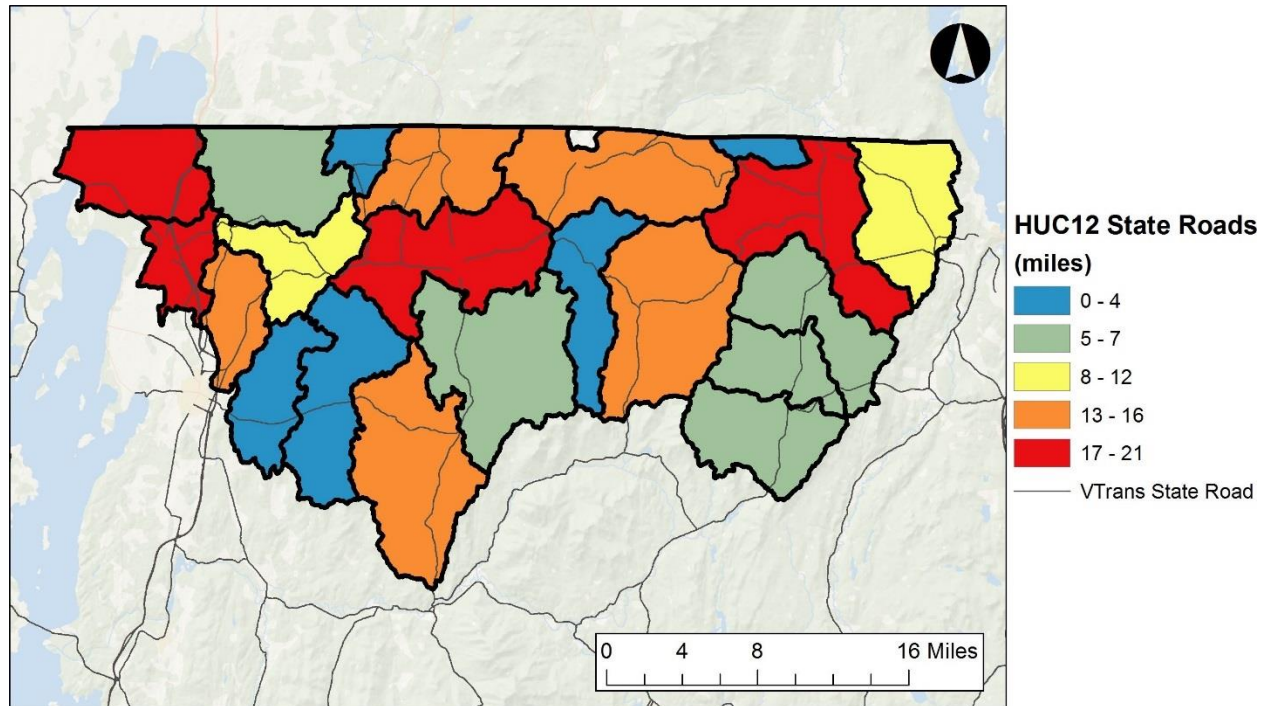 HUC12 State Roads
(miles)
0 - 4
5 - 7
8 - 12
13 - 16
17 - 21
VTrans State Road
0 4 8 16 Miles